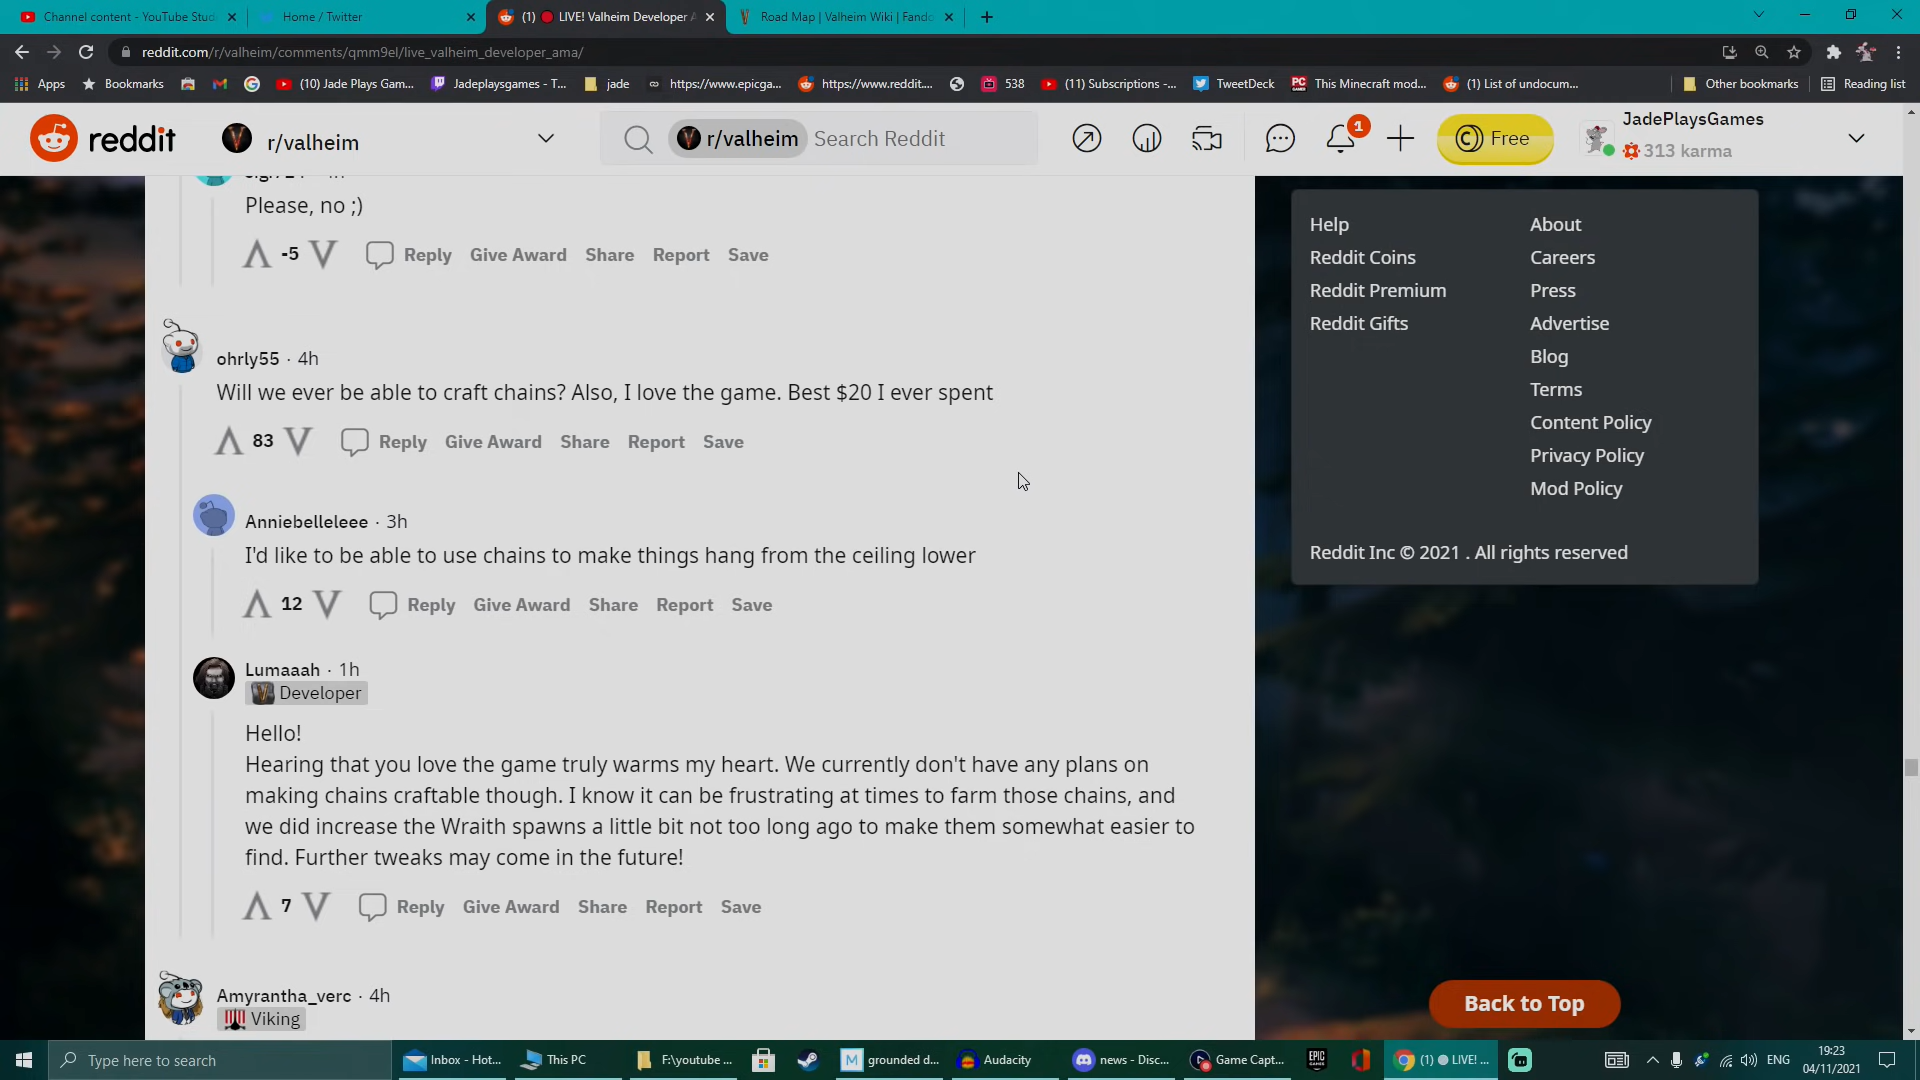 Channel content - YouTube Stud
Home / Twitter
(1) LIVE! Valheim Developer A
Road Map | Valheim Wiki | Fando
reddit.com/r/valheim/comments/qmm9el/live_valheim_developer_ama/
Apps
Bookmarks
(10) Jade Plays Gam...
Jadeplaysgames - T...
jade
https://www.epicga...
https://www.reddit....
538
(11) Subscriptions -...
TweetDeck
This Minecraft mod...
(1) List of undocum...
Other bookmarks
Reading list
reddit
r/valheim
r/valheim
Search Reddit
1
Free
JadePlaysGames
313 karma
Please, no ;)
-5
Reply
Give Award
Share
Report
Save
ohrly55 · 4h
Will we ever be able to craft chains? Also, I love the game. Best $20 I ever spent
83
Reply
Give Award
Share
Report
Save
Anniebelleleee · 3h
I'd like to be able to use chains to make things hang from the ceiling lower
12
Reply
Give Award
Share
Report
Save
Lumaaah · 1h
Developer
Hello!
Hearing that you love the game truly warms my heart. We currently don't have any plans on
making chains craftable though. I know it can be frustrating at times to farm those chains, and
we did increase the Wraith spawns a little bit not too long ago to make them somewhat easier to
find. Further tweaks may come in the future!
7
Reply
Give Award
Share
Report
Save
Amyrantha_verc · 4h
Viking
Help
About
Reddit Coins
Careers
Reddit Premium
Press
Reddit Gifts
Advertise
Blog
Terms
Content Policy
Privacy Policy
Mod Policy
Reddit Inc © 2021 . All rights reserved
Back to Top
Type here to search
Inbox - Hot...
This PC
F:\youtube ...
grounded d...
Audacity
news - Disc...
Game Capt...
EPIC GAMES
(1) LIVE! ...
ENG
19:23
04/11/2021